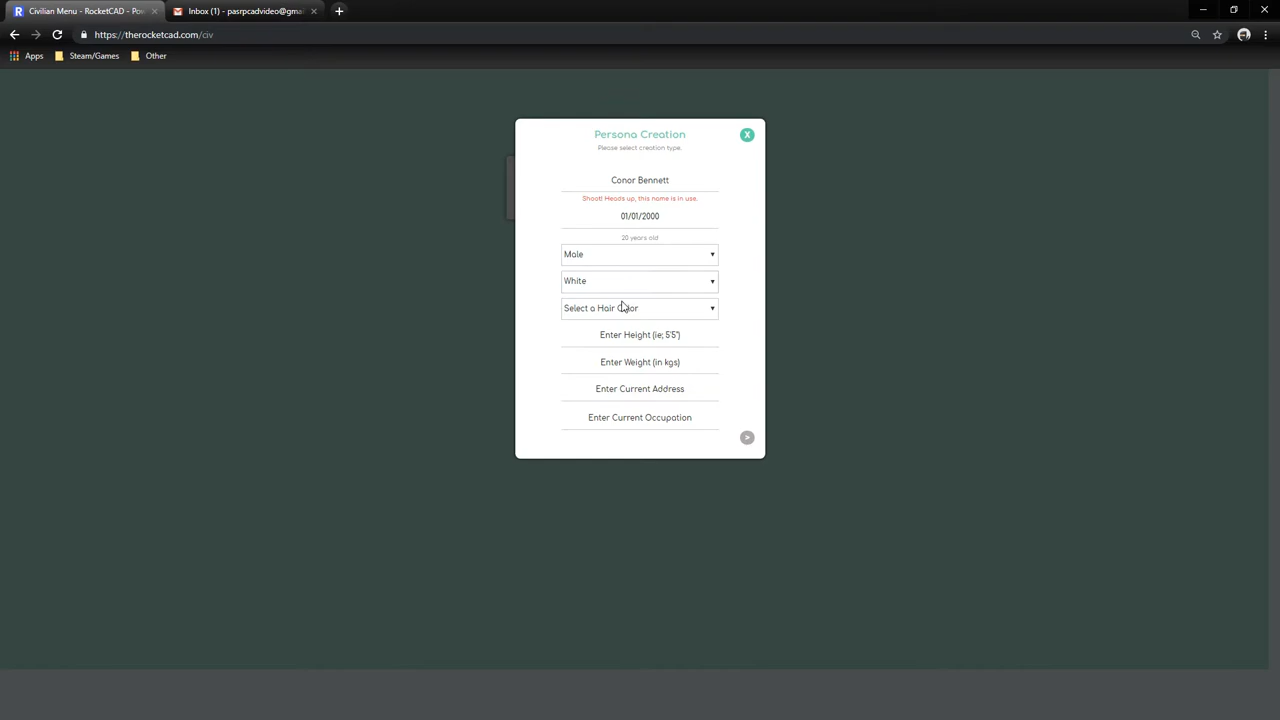 Civilian Menu - RocketCAD - Pow
Inbox (1) - pasrpcadvideo@gmai
https://therocketcad.com/civ
Apps
Steam/Games
Other
Persona Creation
X
Please select creation type.
Conor Bennett
Shoot! Heads up, this name is in use.
01/01/2000
20 years old
Male
White
Select a Hair Color
Enter Height (ie; 5'5")
Enter Weight (in kgs)
Enter Current Address
Enter Current Occupation
>